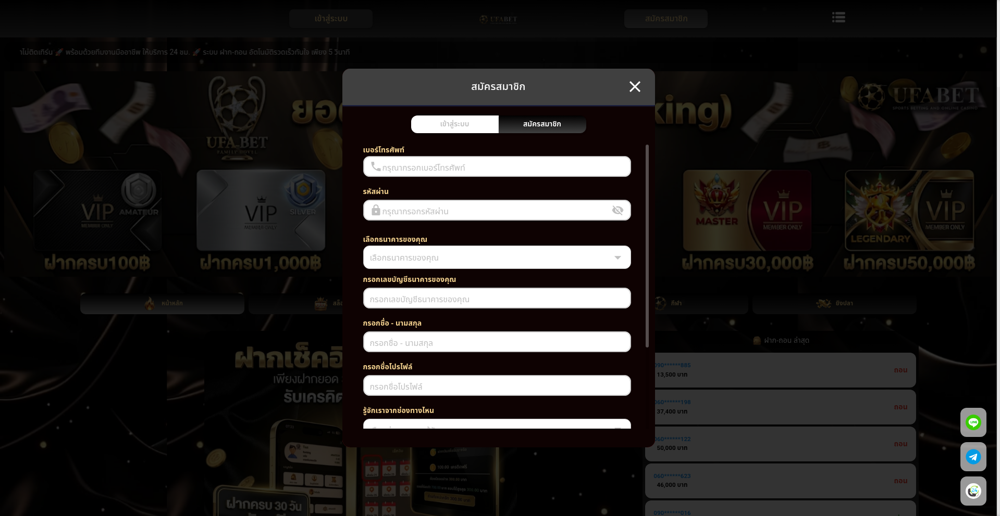 เข้าสู่ระบบ
UFABET
สมัครสมาชิก
าไม่ติดเทิร์น 🚀 พร้อมด้วยทีมงานมืออาชีพ ให้บริการ 24 ชม. 🚀 ระบบ ฝาก-ถอน อัตโนมัติรวดเร็วทันใจ เพียง 5 วินาที
สมัครสมาชิก
เข้าสู่ระบบ
สมัครสมาชิก
เบอร์โทรศัพท์
กรุณากรอกเบอร์โทรศัพท์
รหัสผ่าน
กรุณากรอกรหัสผ่าน
เลือกธนาคารของคุณ
เลือกธนาคารของคุณ
กรอกเลขบัญชีธนาคารของคุณ
กรอกเลขบัญชีธนาคารของคุณ
กรอกชื่อ - นามสกุล
กรอกชื่อ - นามสกุล
กรอกชื่อโปรไฟล์
กรอกชื่อโปรไฟล์
รู้จักเราจากช่องทางไหน
UFA BET
FAMILY NOVEL
ยอ
king)
UFABET
SPORTS BETTING AND ONLINE CASINO
VIP
MEMBER ONLY
AMATEUR
ฝากครบ100฿
VIP
MEMBER ONLY
SILVER
ฝากครบ1,000฿
MASTER
VIP
MEMBER ONLY
ฝากครบ30,000฿
LEGENDARY
VIP
MEMBER ONLY
ฝากครบ50,000฿
หน้าหลัก
สล็อ
กีฬา
ยิงปลา
ฝากเช็คอิ
เพียงฝากยอด
รับเครดิต
ฝากครบ 30 วัน
ฝาก-ถอน ล่าสุด
090******885
13,500 บาท
ถอน
060******198
37,400 บาท
ถอน
060******122
50,000 บาท
ถอน
060******623
46,000 บาท
ถอน
090******016
LINE
24